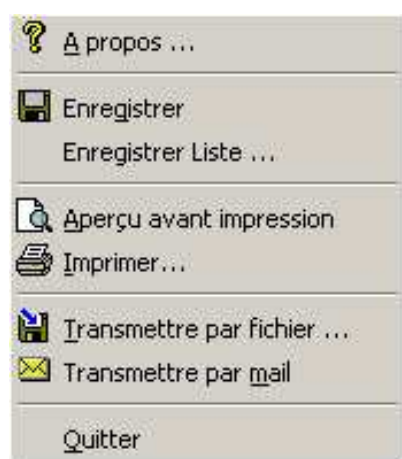 A propos ...
Enregistrer
Enregistrer Liste ...
Aperçu avant impression
Imprimer...
Transmettre par fichier ...
Transmettre par mail
Quitter